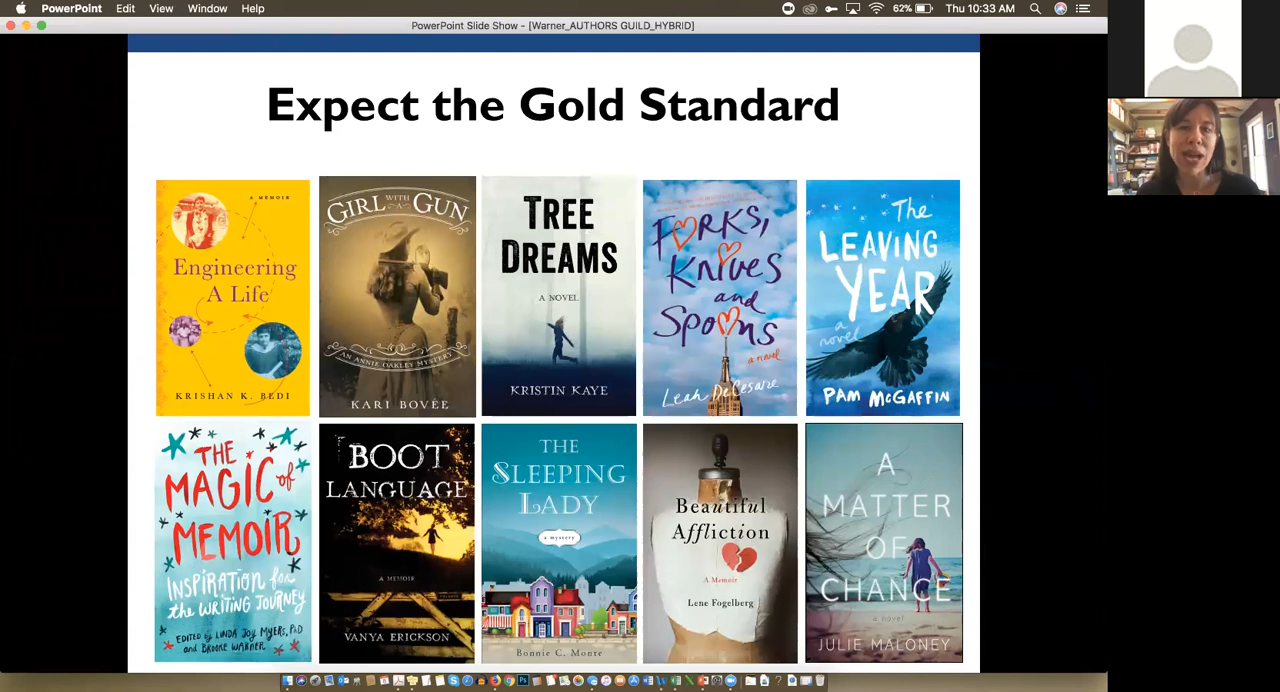 PowerPoint Edit View Window Help
62% Thu 10:33 AM
PowerPoint Slide Show - [Warner_AUTHORS GUILD_HYBRID]
Expect the Gold Standard
A MEMOIR
Engineering
A Life
KRISHAN K. BEDI
GIRL WITH A GUN
AN ANNIE OAKLEY MYSTERY
KARI BOVÉE
TREE
DREAMS
A NOVEL
KRISTIN KAYE
FORKS,
Knives
and
Spoons
a novel
Leah DeCesare
The
LEAVING
YEAR
a
novel
PAM McGAFFIN
THE
MAGIC of
MEMOIR
INSPIRATION for
the WRITING JOURNEY
EDITED by LINDA JOY MYERS, PhD
AND BROOKE WARNER
BOOT
LANGUAGE
A MEMOIR
VANYA ERICKSON
THE
SLEEPING
LADY
a mystery
Bonnie C. Monte
Beautiful
Affliction
A Memoir
Lene Fogelberg
A
MATTER
OF
CHANCE
a novel
JULIE MALONEY